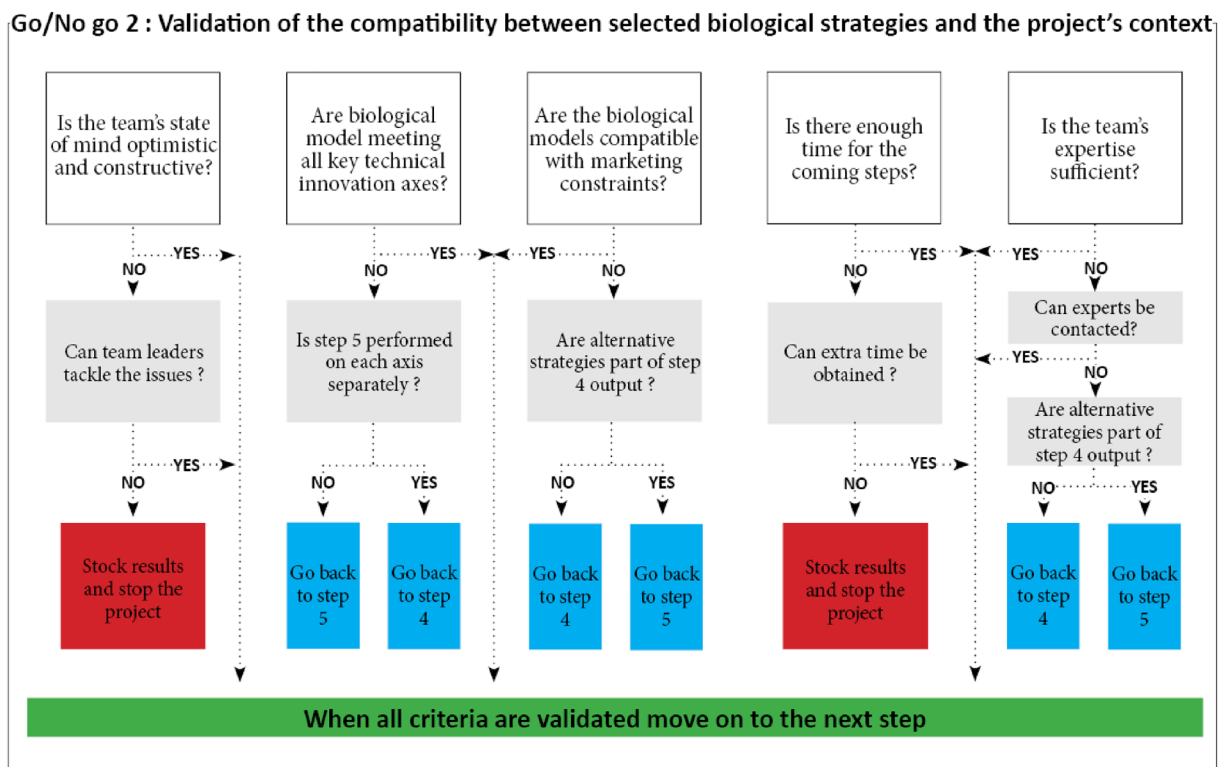 Go/No go 2 : Validation of the compatibility between selected biological strategies and the project's context
Is the team's state
of mind optimistic
and constructive?
Are biological
model meeting
all key technical
innovation axes?
Are the biological
models compatible
with marketing
constraints?
Is there enough
time for the
coming steps?
Is the team's
expertise
sufficient?
YES
NO
YES
NO
YES
NO
YES
NO
YES
NO
Can team leaders
tackle the issues ?
Is step 5 performed
on each axis
separately ?
Are alternative
strategies part of step
4 output ?
Can extra time be
obtained ?
Can experts be
contacted?
YES
NO
Are alternative
strategies part of
step 4 output ?
YES
NO
NO
YES
NO
YES
YES
NO
NO
YES
Stock results
and stop the
project
Go back
to step
5
Go back
to step
4
Go back
to step
4
Go back
to step
5
Stock results
and stop the
project
Go back
to step
4
Go back
to step
5
When all criteria are validated move on to the next step